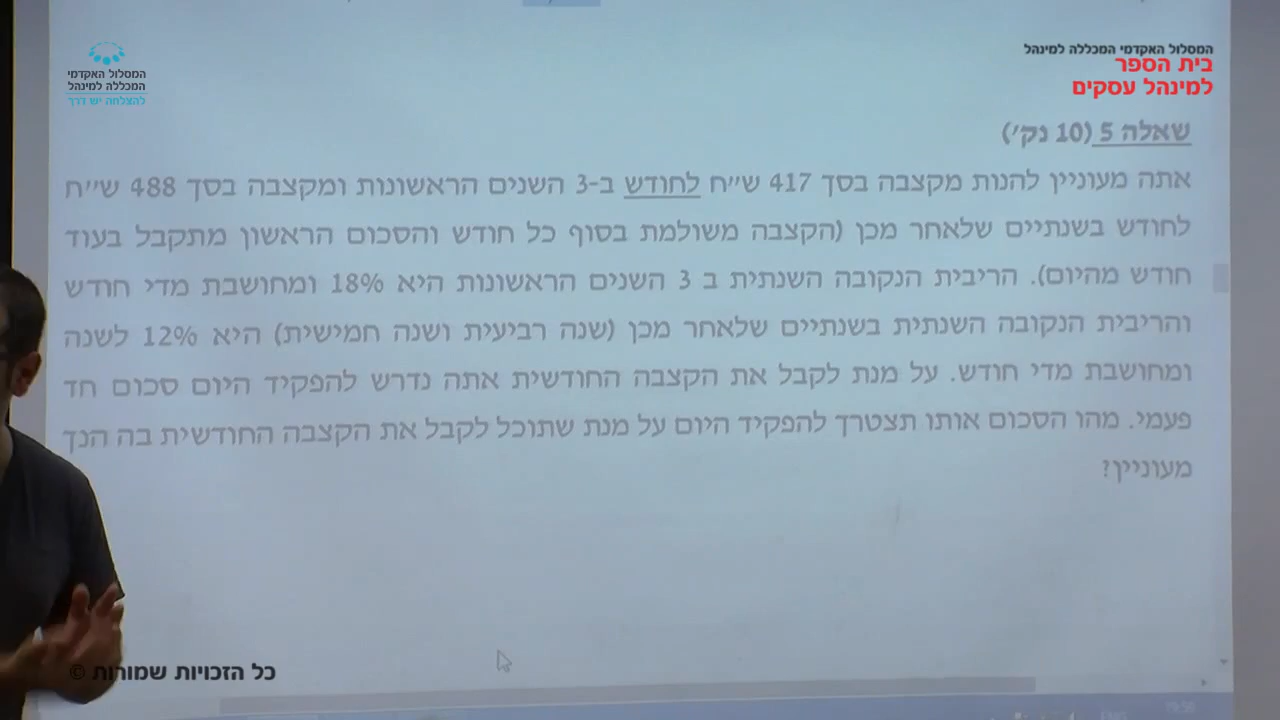 המסלול האקדמי המכללה למינהל
בית הספר
למינהל עסקים
המסלול האקדמי
המכללה למינהל
להצלחה יש דרך
שאלה 5 (10 נק')
אתה מעוניין להנות מקצבה בסך 417 ש"ח לחודש ב-3 השנים הראשונות ומקצבה בסך 488 ש"ח
לחודש בשנתיים שלאחר מכן (הקצבה משולמת בסוף כל חודש והסכום הראשון מתקבל בעוד
חודש מהיום). הריבית הנקובה השנתית ב 3 השנים הראשונות היא 18% ומחושבת מדי חודש
והריבית הנקובה השנתית בשנתיים שלאחר מכן (שנה רביעית ושנה חמישית) היא 12% לשנה
ומחושבת מדי חודש. על מנת לקבל את הקצבה החודשית אתה נדרש להפקיד היום סכום חד
פעמי. מהו הסכום אותו תצטרך להפקיד היום על מנת שתוכל לקבל את הקצבה החודשית בה הנך
מעוניין?
כל הזכויות שמורות ©